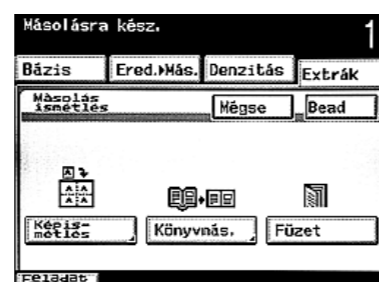 Másolásra kész.
1
Bázis Ered.▸Más. Denzitás Extrák
Másolás
ismétlés
Mégse Bead
A
A A
A A
Képis-
métlés
Könyvmás. Füzet
Feladat